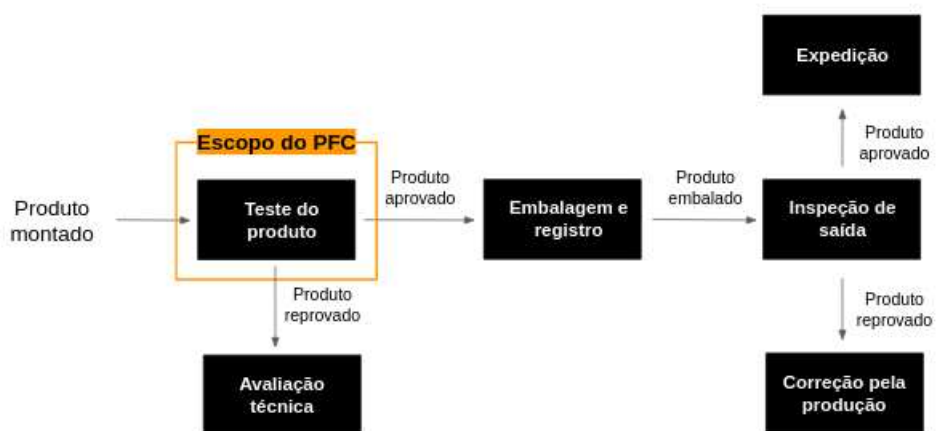 Expedição
Produto
aprovado
Escopo do PFC
Produto
montado
Teste do
produto
Produto
aprovado
Embalagem e
registro
Produto
embalado
Inspeção de
saída
Produto
reprovado
Produto
reprovado
Avaliação
técnica
Correção pela
produção